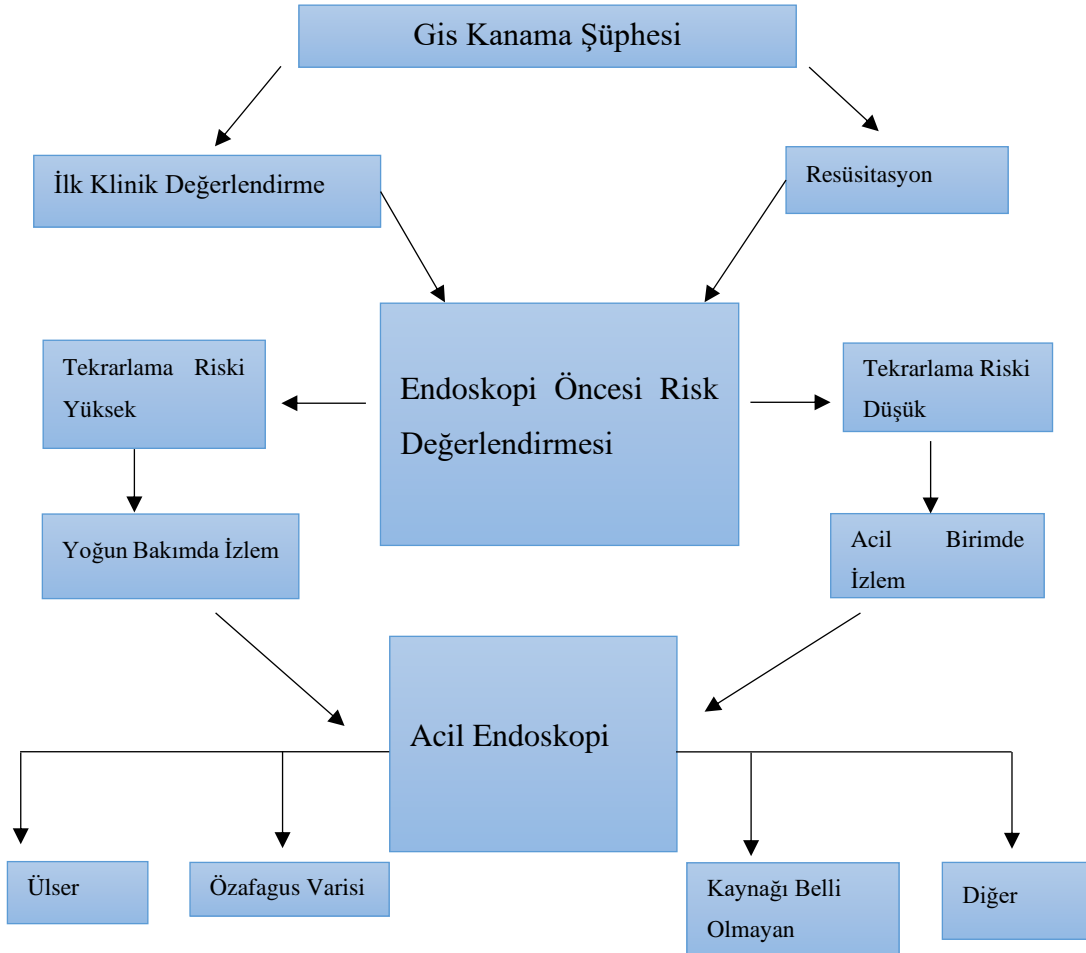 Gis Kanama Şüphesi
İlk Klinik Değerlendirme
Resüsitasyon
Endoskopi Öncesi Risk
Değerlendirmesi
Tekrarlama Riski
Yüksek
Tekrarlama Riski
Düşük
Yoğun Bakımda İzlem
Acil Birimde
İzlem
Acil Endoskopi
Ülser
Özafagus Varisi
Kaynağı Belli
Olmayan
Diğer